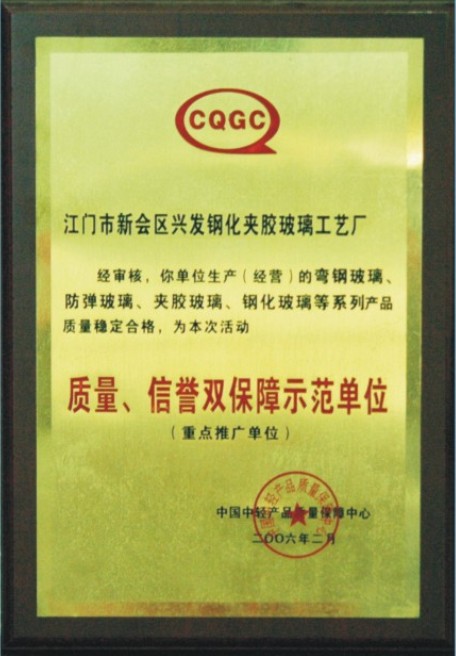 CQGC
江门市新会区兴发钢化夹胶玻璃工艺厂
经审核，你单位生产（经营）的弯钢玻璃、
防弹玻璃、夹胶玻璃、钢化玻璃等系列产品
质量稳定合格，为本次活动
质量、信誉双保障示范单位
（重点推广单位）
中国中轻产品质量保障中心
二〇〇六年二月